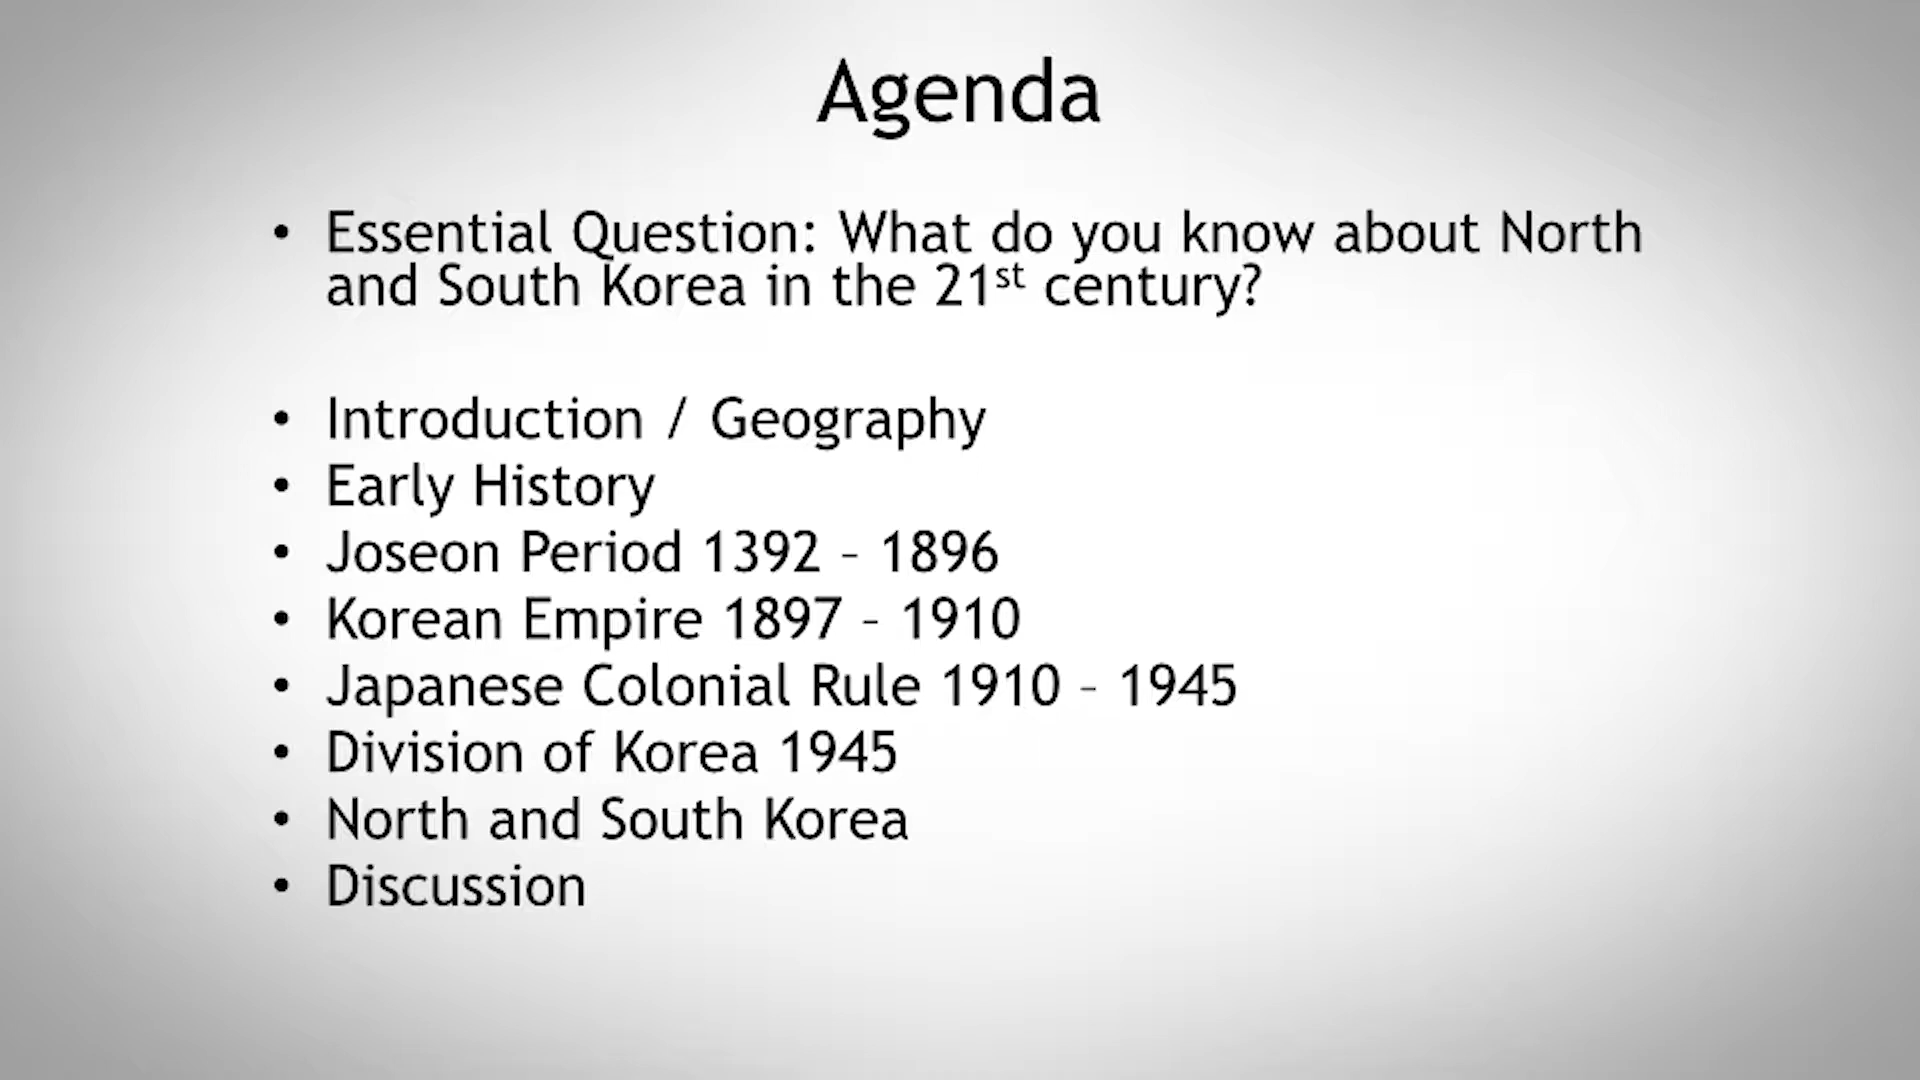 Agenda
• Essential Question: What do you know about North
and South Korea in the 21st century?
• Introduction / Geography
• Early History
• Joseon Period 1392 – 1896
• Korean Empire 1897 – 1910
• Japanese Colonial Rule 1910 – 1945
• Division of Korea 1945
• North and South Korea
• Discussion